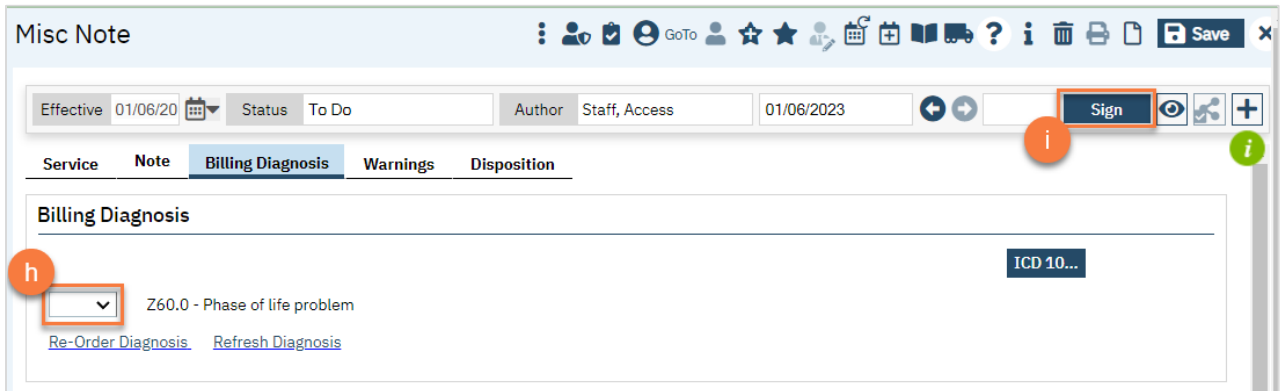 Misc Note GoTo ? i Save X
Effective 01/06/20 Status To Do Author Staff, Access 01/06/2023 Sign
i
i
Service Note Billing Diagnosis Warnings Disposition
Billing Diagnosis
ICD 10...
h
Z60.0 - Phase of life problem
Re-Order Diagnosis Refresh Diagnosis